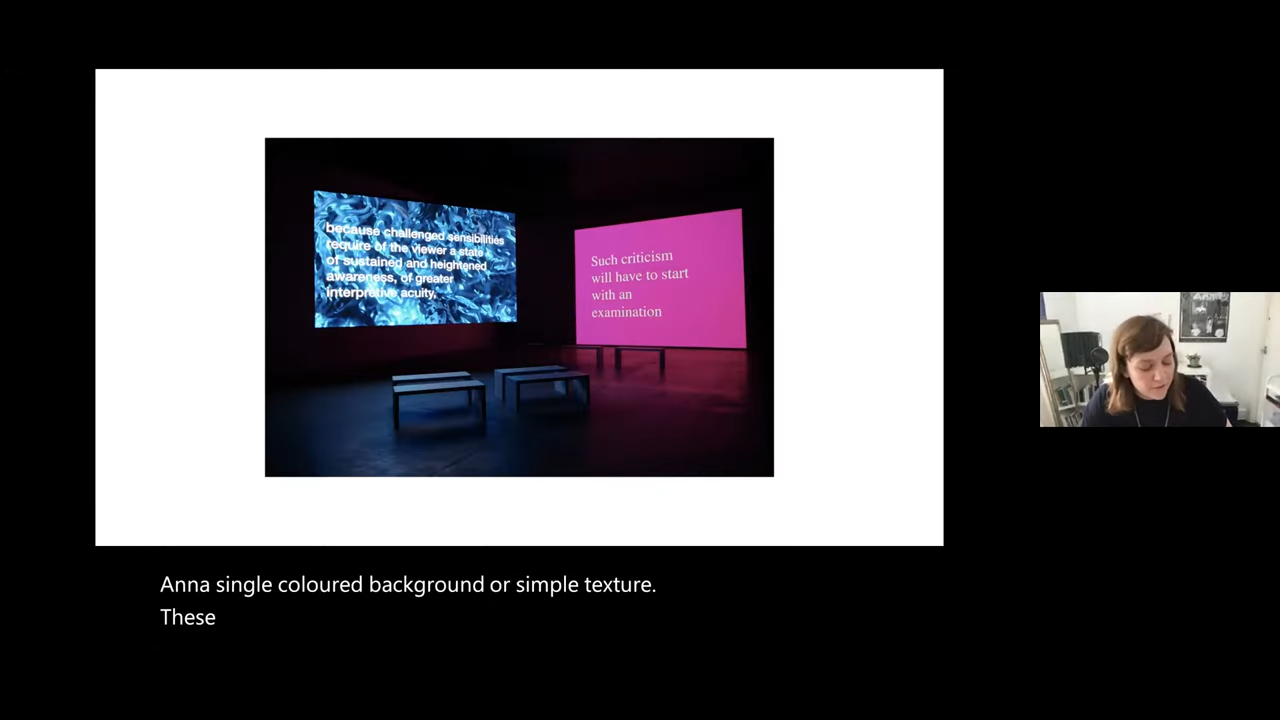 because challenged sensibilities
require of the viewer a state
of sustained and heightened
awareness, of greater
interpretive acuity,
Such criticism
will have to start
with an
examination
Anna single coloured background or simple texture.
These